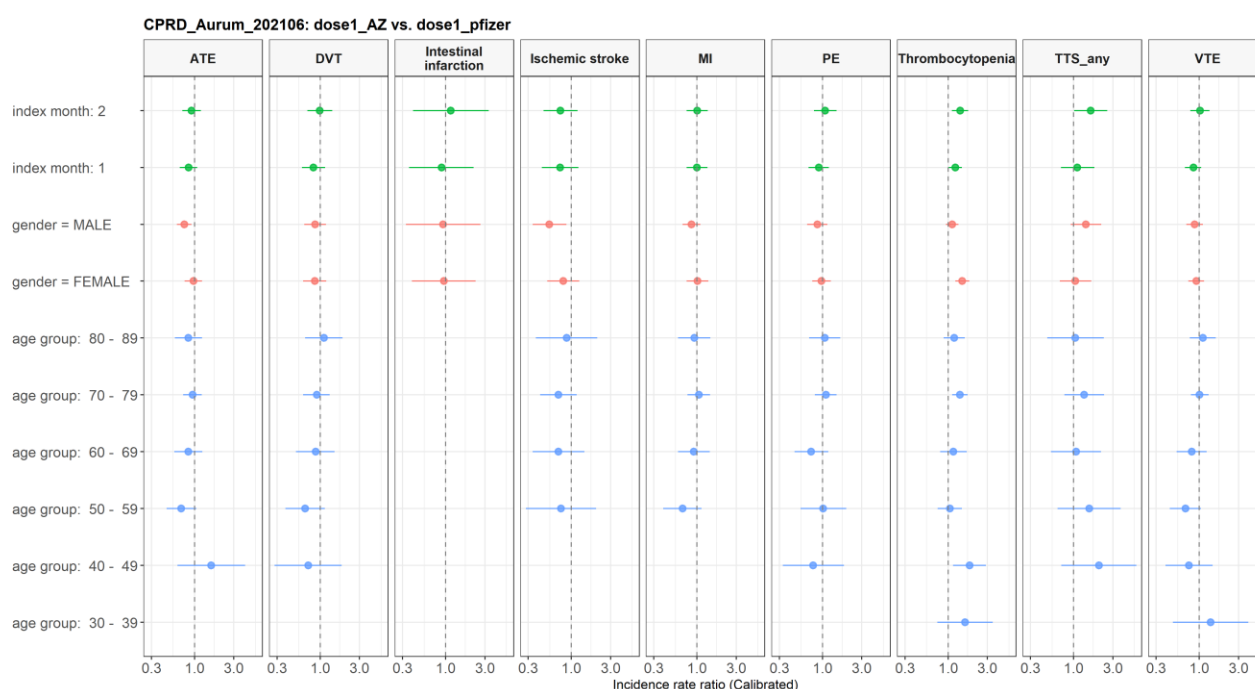 CPRD_Aurum_202106: dose1_AZ vs. dose1_pfizer
ATE DVT Intestinal infarction Ischemic stroke MI PE Thrombocytopenia TTS_any VTE
index month: 2
index month: 1
gender = MALE
gender = FEMALE
age group: 80 - 89
age group: 70 - 79
age group: 60 - 69
age group: 50 - 59
age group: 40 - 49
age group: 30 - 39
0.3 1.0 3.0 0.3 1.0 3.0 0.3 1.0 3.0 0.3 1.0 3.0 0.3 1.0 3.0 0.3 1.0 3.0 0.3 1.0 3.0 0.3 1.0 3.0 0.3 1.0 3.0
Incidence rate ratio (Calibrated)